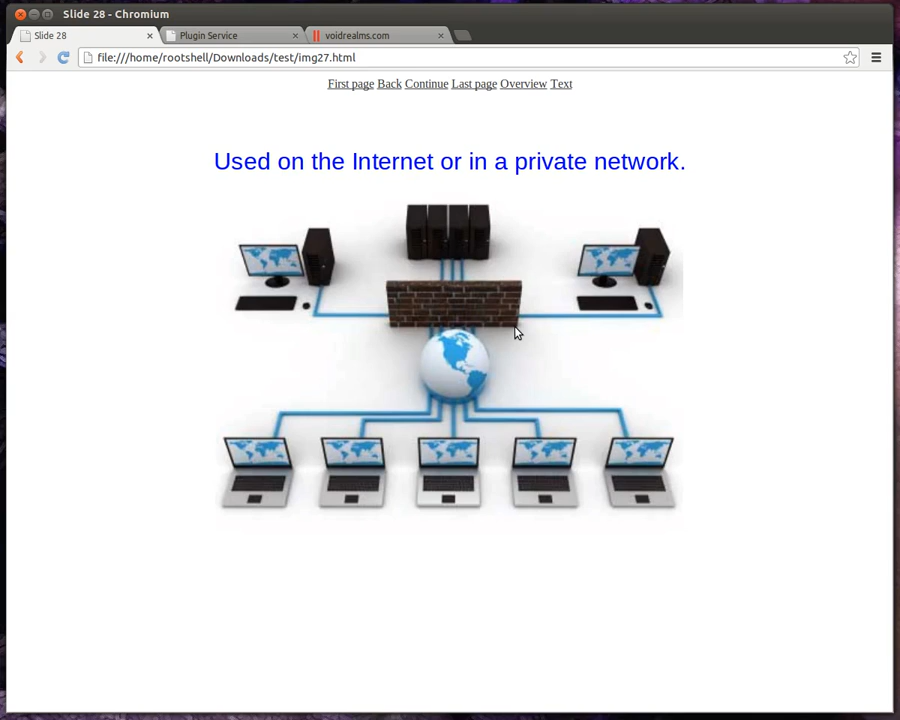 Slide 28 - Chromium
Slide 28
Plugin Service
voidrealms.com
file:///home/rootshell/Downloads/test/img27.html
First page Back Continue Last page Overview Text
Used on the Internet or in a private network.